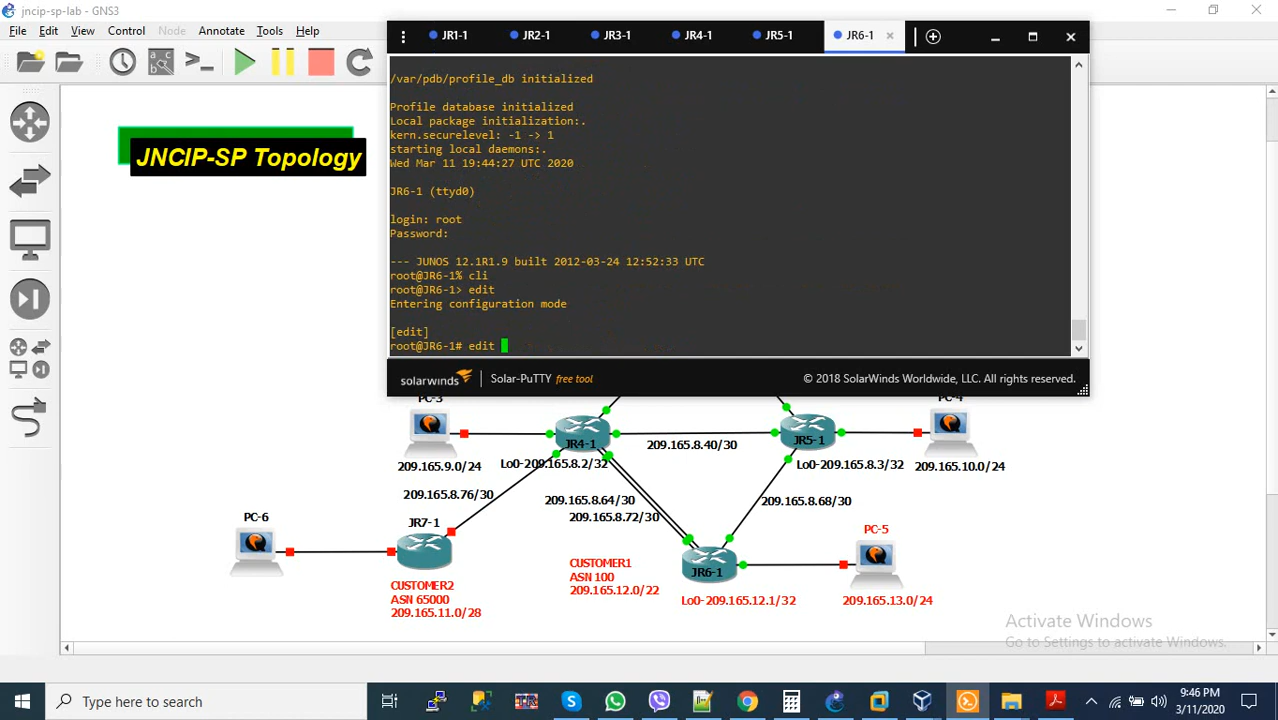 jncip-sp-lab - GNS3
File Edit View Control Node Annotate Tools Help
JR1-1 JR2-1 JR3-1 JR4-1 JR5-1 JR6-1
/var/pdb/profile_db initialized
Profile database initialized
Local package initialization:.
kern.securelevel: -1 -> 1
starting local daemons:.
Wed Mar 11 19:44:27 UTC 2020
JR6-1 (ttyd0)
login: root
Password:
--- JUNOS 12.1R1.9 built 2012-03-24 12:52:33 UTC
root@JR6-1% cli
root@JR6-1> edit
Entering configuration mode
[edit]
root@JR6-1# edit
solarwinds Solar-PuTTY free tool © 2018 SolarWinds Worldwide, LLC. All rights reserved.
JNCIP-SP Topology
PC-3
PC-4
JR4-1
209.165.8.40/30
JR5-1
209.165.9.0/24
Lo0-209.165.8.2/32
Lo0-209.165.8.3/32
209.165.10.0/24
209.165.8.76/30
209.165.8.64/30
209.165.8.72/30
209.165.8.68/30
PC-6
JR7-1
CUSTOMER2
ASN 65000
209.165.11.0/28
CUSTOMER1
ASN 100
209.165.12.0/22
JR6-1
Lo0-209.165.12.1/32
PC-5
209.165.13.0/24
Activate Windows
Go to Settings to activate Windows.
Type here to search
9:46 PM
3/11/2020